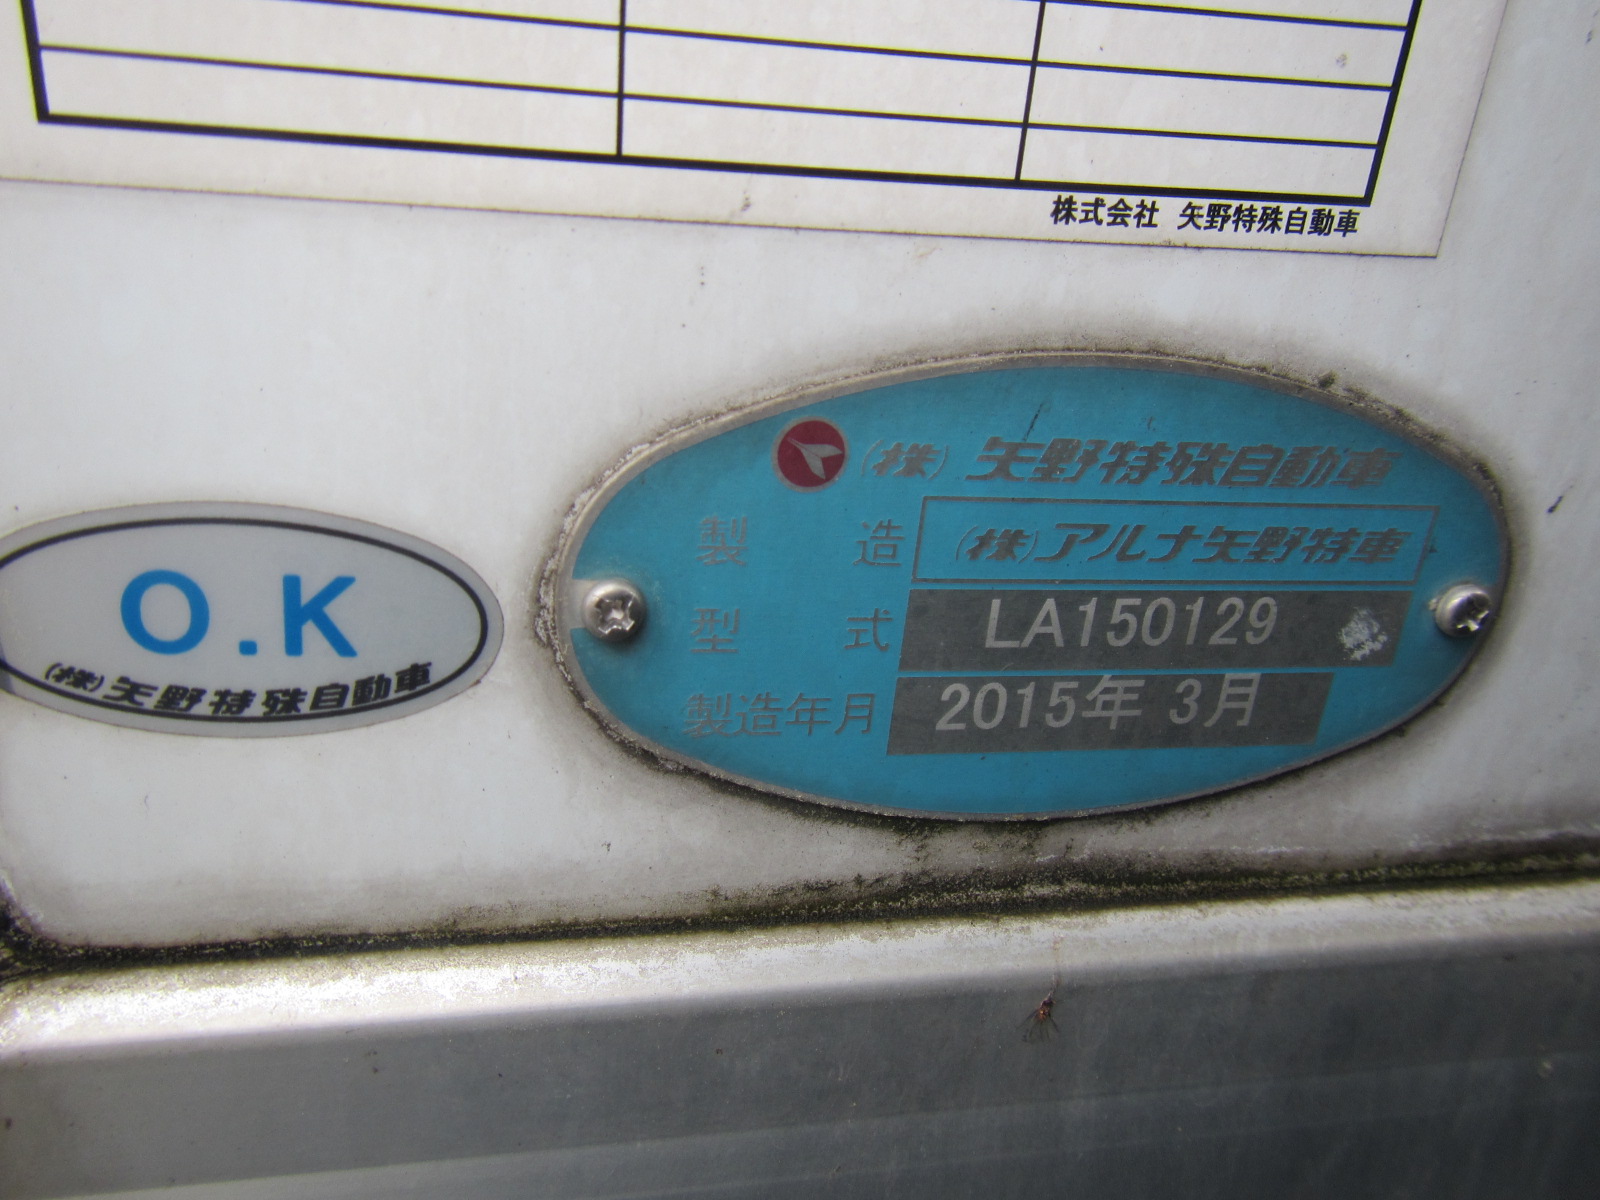 株式会社 矢野特殊自動車
(株)矢野特殊自動車
製造 (株)アルナ矢野特車
型式 LA150129
製造年月 2015年 3月
O.K
(株)矢野特殊自動車